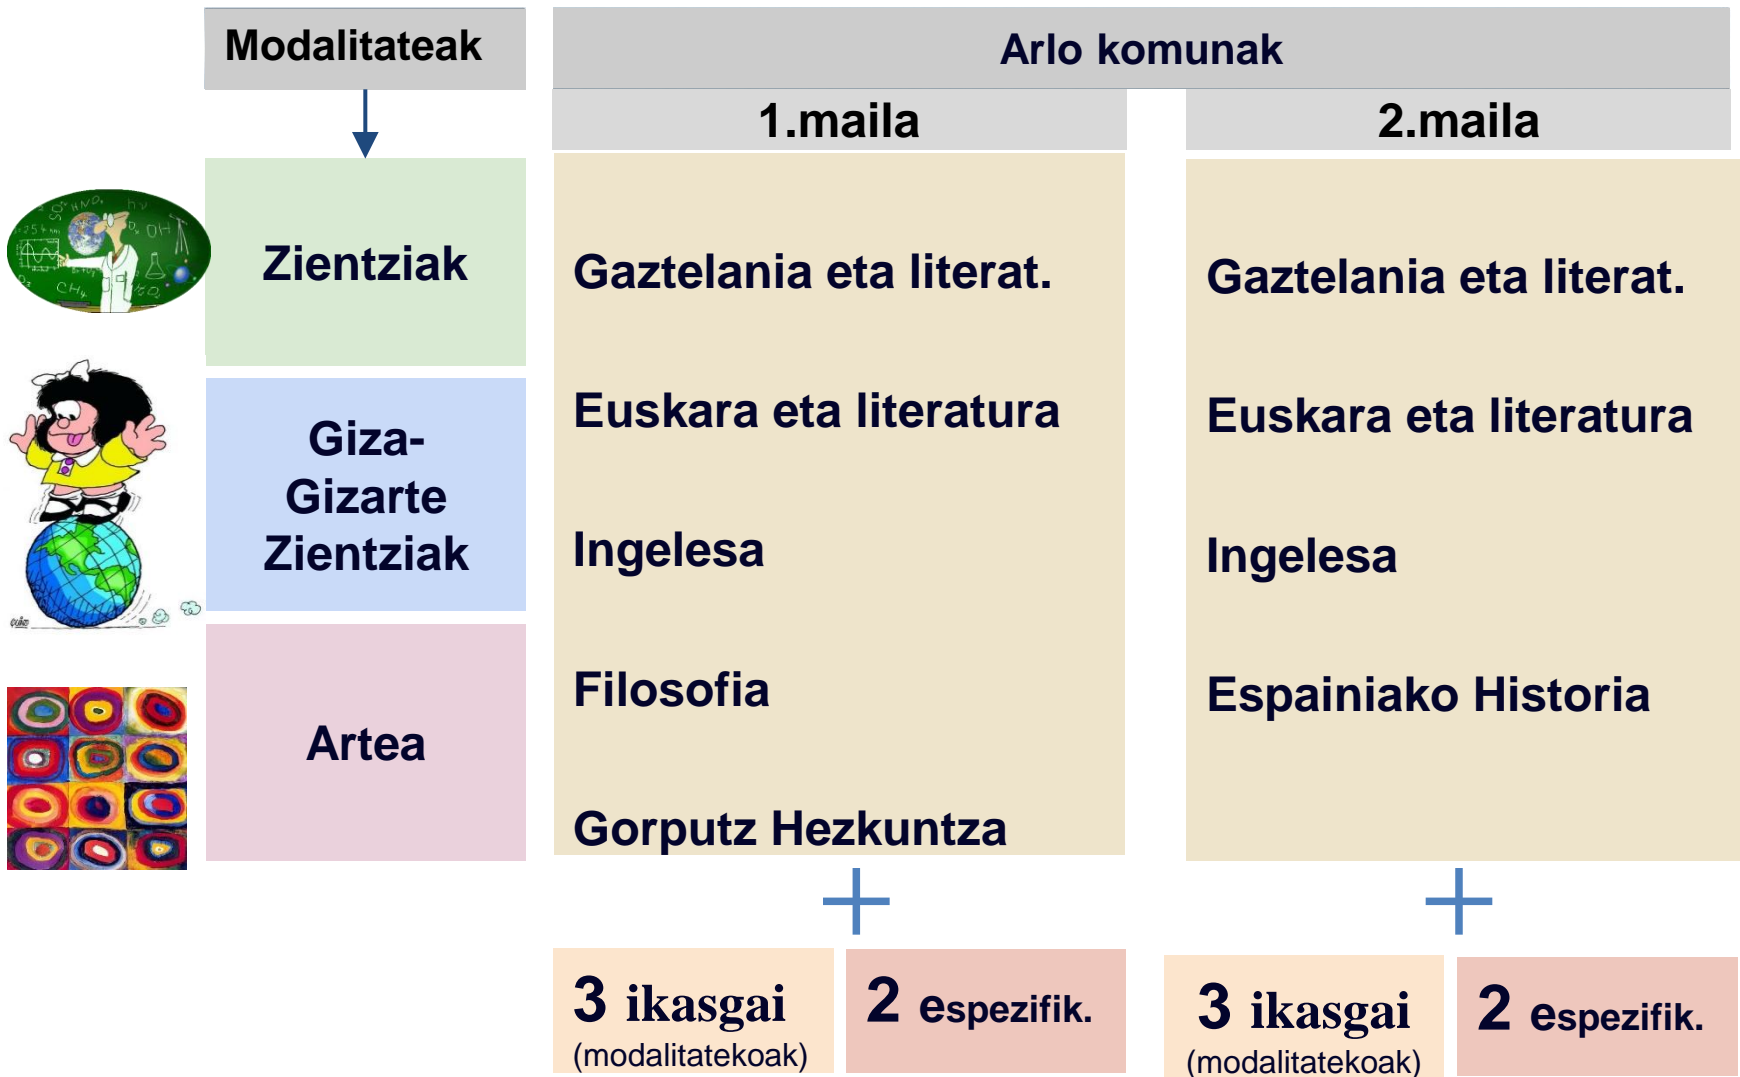 Modalitateak
Arlo komunak
1.maila
2.maila
Zientziak
Giza-
Gizarte
Zientziak
Artea
Gaztelania eta literat.
Euskara eta literatura
Ingelesa
Filosofia
Gorputz Hezkuntza
Gaztelania eta literat.
Euskara eta literatura
Ingelesa
Espainiako Historia
3 ikasgai
(modalitatekoak)
2 espezifik.
3 ikasgai
(modalitatekoak)
2 espezifik.